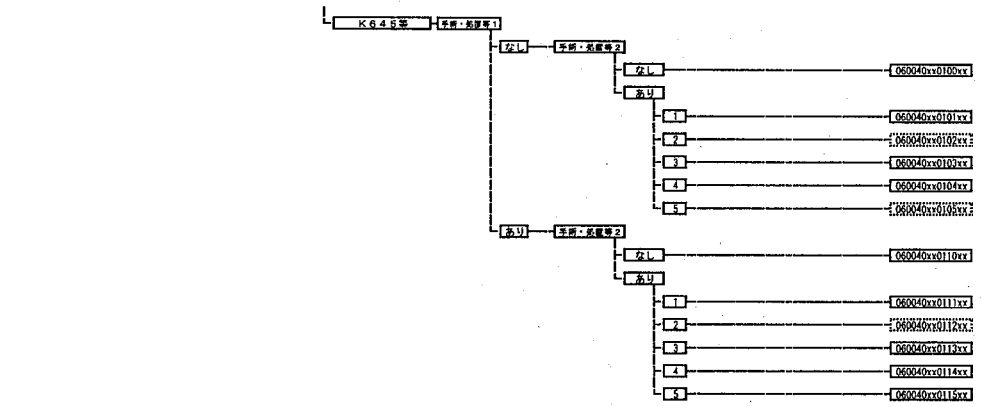 K645等 手術・処置等1
なし 手術・処置等2
なし 060040xx0100xx
あり
1 060040xx0101xx
2 060040xx0102xx
3 060040xx0103xx
4 060040xx0104xx
5 060040xx0105xx
あり 手術・処置等2
なし 060040xx0110xx
あり
1 060040xx0111xx
2 060040xx0112xx
3 060040xx0113xx
4 060040xx0114xx
5 060040xx0115xx